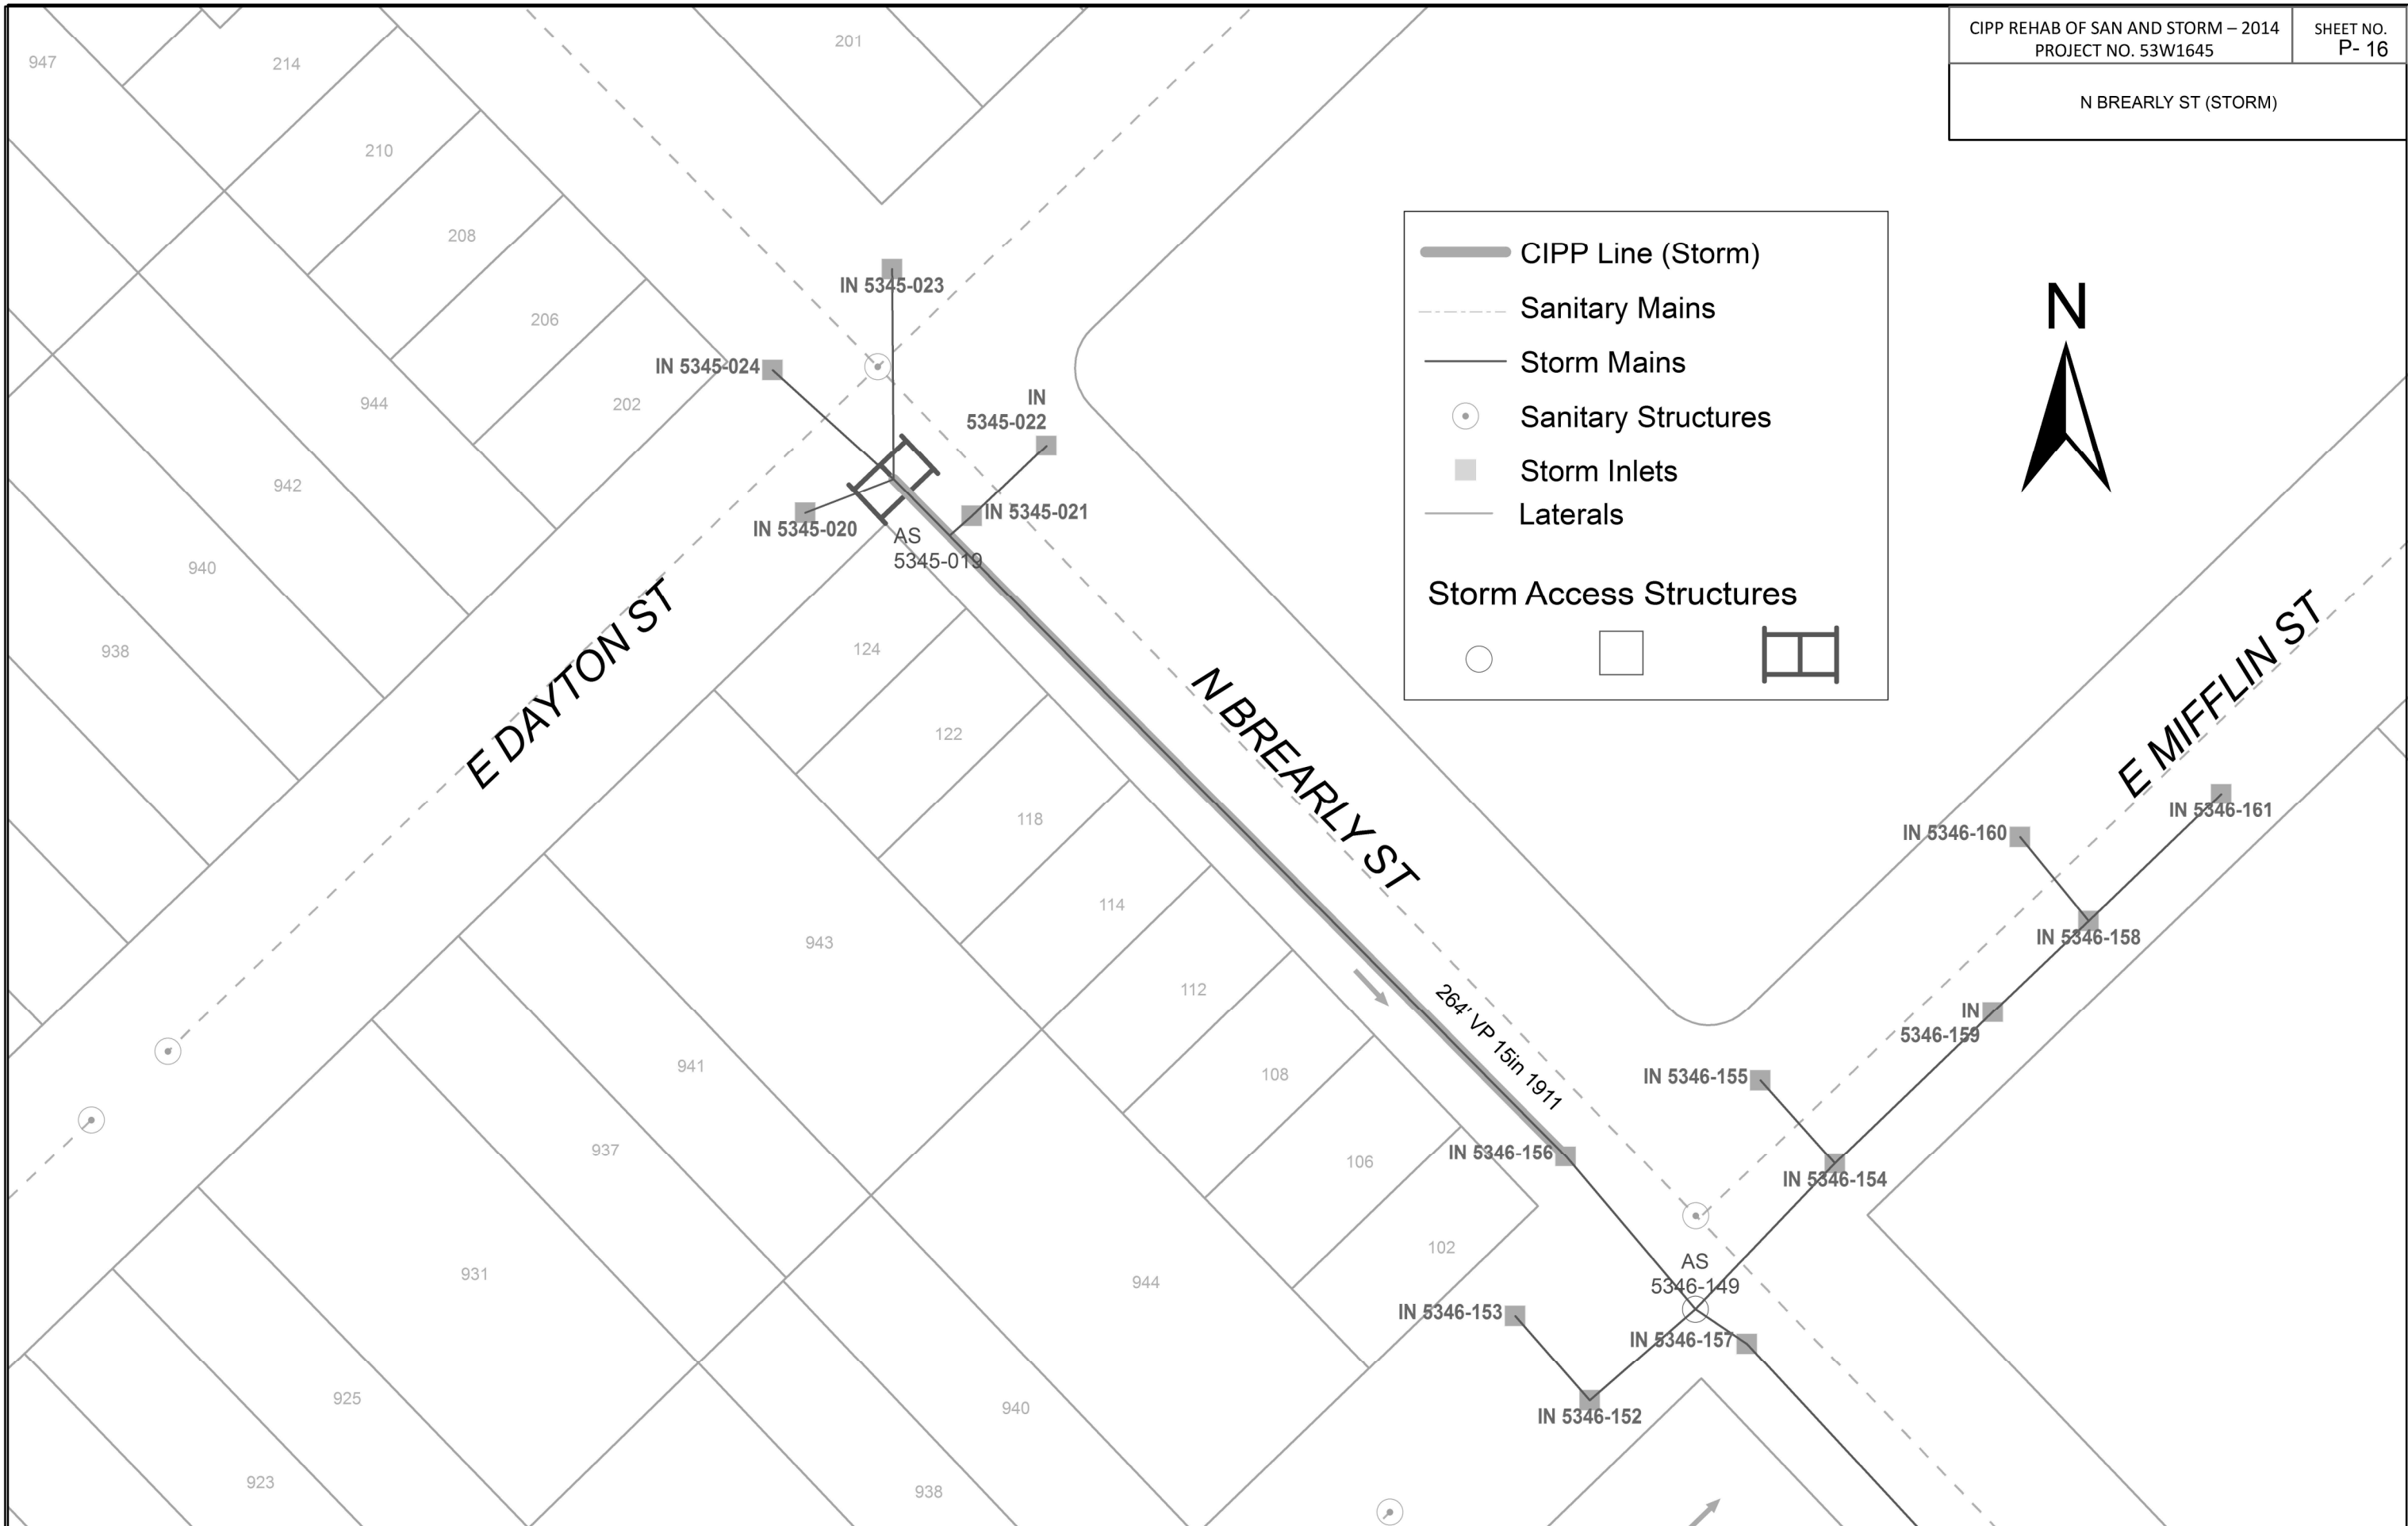 CIPP REHAB OF SAN AND STORM – 2014
PROJECT NO. 53W1645
SHEET NO.
P- 16
N BREARLY ST (STORM)
947
214
201
210
208
206
202
944
942
940
938
IN 5345-023
IN 5345-024
IN
5345-022
IN 5345-021
IN 5345-020
AS
5345-019
CIPP Line (Storm)
Sanitary Mains
Storm Mains
Sanitary Structures
Storm Inlets
Laterals
Storm Access Structures
N
E DAYTON ST
N BREARLY ST
E MIFFLIN ST
124
122
118
114
112
108
106
102
943
941
937
931
925
923
944
940
938
264' VP 15in 1911
IN 5346-161
IN 5346-160
IN 5346-158
IN
5346-159
IN 5346-155
IN 5346-154
IN 5346-156
AS
5346-149
IN 5346-153
IN 5346-157
IN 5346-152